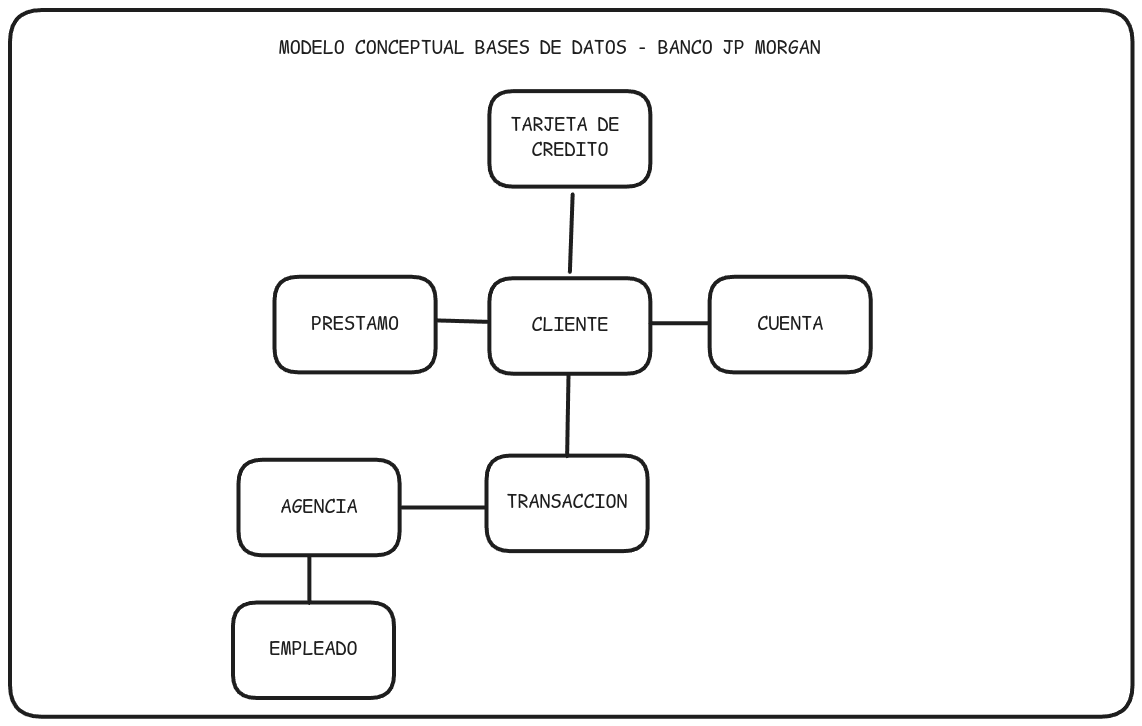 MODELO CONCEPTUAL BASES DE DATOS - BANCO JP MORGAN
TARJETA DE
CREDITO
PRESTAMO
CLIENTE
CUENTA
AGENCIA
TRANSACCION
EMPLEADO